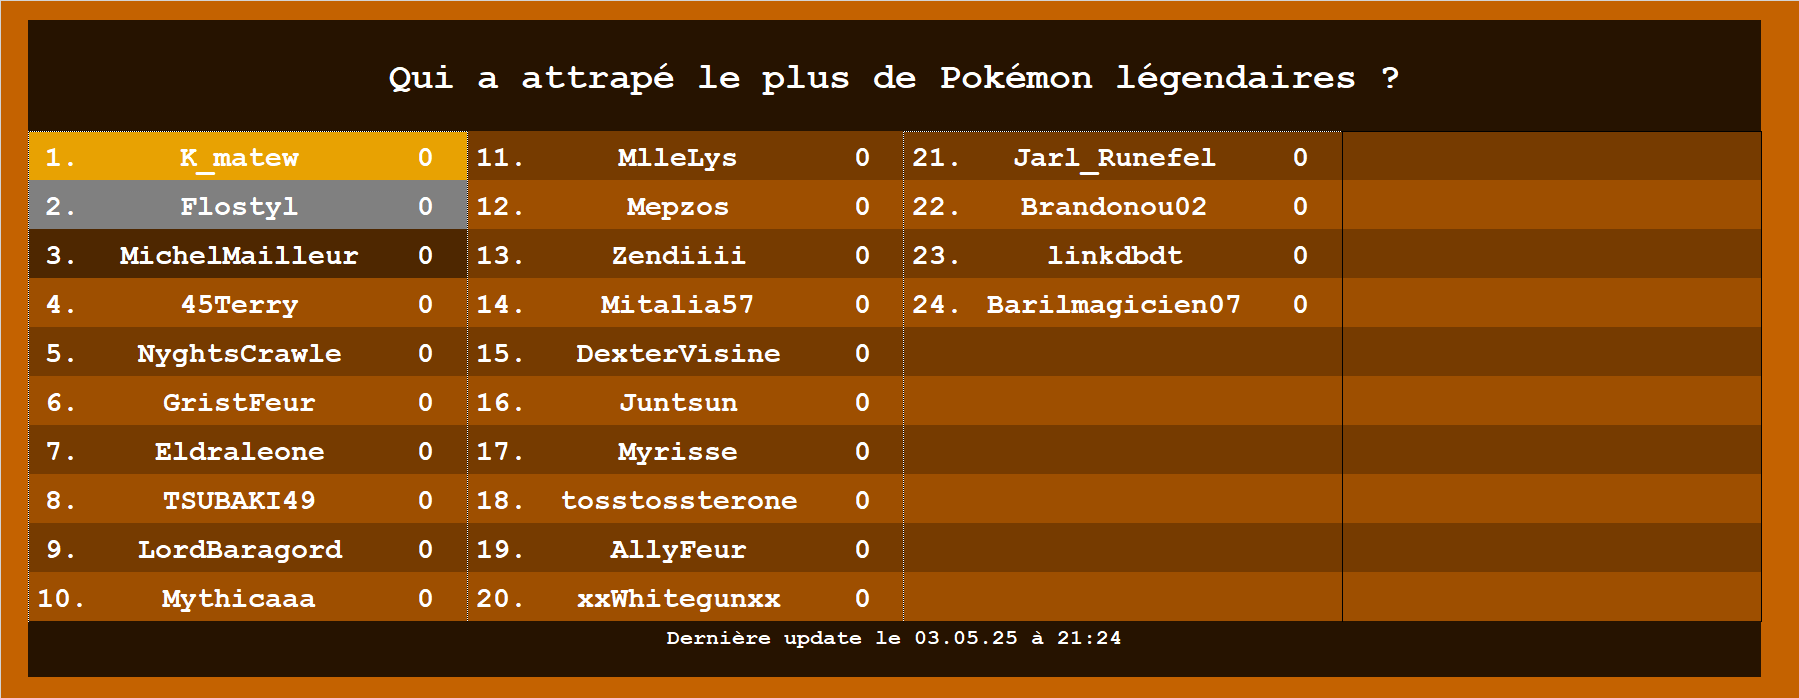 Qui a attrapé le plus de Pokémon légendaires ?
1. K_matew 0
2. Flostyl 0
3. MichelMailleur 0
4. 45Terry 0
5. NyghtsCrawle 0
6. GristFeur 0
7. Eldraleone 0
8. TSUBAKI49 0
9. LordBaragord 0
10. Mythicaaa 0
11. MlleLys 0
12. Mepzos 0
13. Zendiiii 0
14. Mitalia57 0
15. DexterVisine 0
16. Juntsun 0
17. Myrisse 0
18. tosstossterone 0
19. AllyFeur 0
20. xxWhitegunxx 0
21. Jarl_Runefel 0
22. Brandonou02 0
23. linkdbdt 0
24. Barilmagicien07 0
Dernière update le 03.05.25 à 21:24